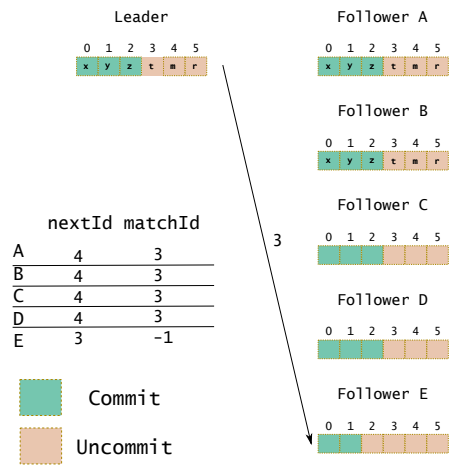 Leader
0 1 2 3 4 5
x y z t m r
Follower A
0 1 2 3 4 5
x y z t m r
Follower B
0 1 2 3 4 5
x y z t m r
Follower C
0 1 2 3 4 5
Follower D
0 1 2 3 4 5
Follower E
0 1 2 3 4 5
3
nextId matchId
A 4 3
B 4 3
C 4 3
D 4 3
E 3 -1
Commit
Uncommit